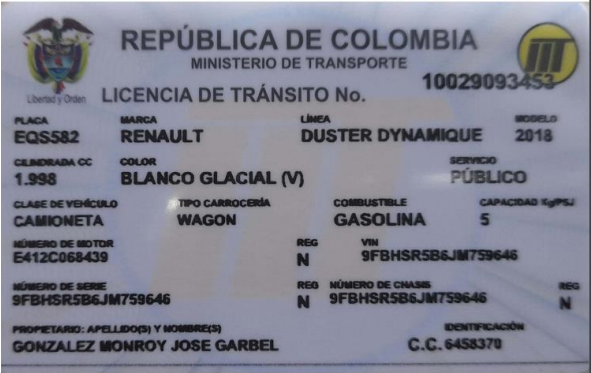 REPÚBLICA DE COLOMBIA
MINISTERIO DE TRANSPORTE
Libertad y Orden
LICENCIA DE TRÁNSITO No. 10029093453
PLACA MARCA LÍNEA MODELO
EQS582 RENAULT DUSTER DYNAMIQUE 2018
CILINDRADA CC COLOR SERVICIO
1.998 BLANCO GLACIAL (V) PÚBLICO
CLASE DE VEHÍCULO TIPO CARROCERÍA COMBUSTIBLE CAPACIDAD Kg/PSJ
CAMIONETA WAGON GASOLINA 5
NÚMERO DE MOTOR REG VIN
E412C068439 N 9FBHSR5B6JM759646
NÚMERO DE SERIE REG NÚMERO DE CHASIS REG
9FBHSR5B6JM759646 N 9FBHSR5B6JM759646 N
PROPIETARIO: APELLIDO(S) Y NOMBRE(S) IDENTIFICACIÓN
GONZALEZ MONROY JOSE GARBEL C.C. 6458370